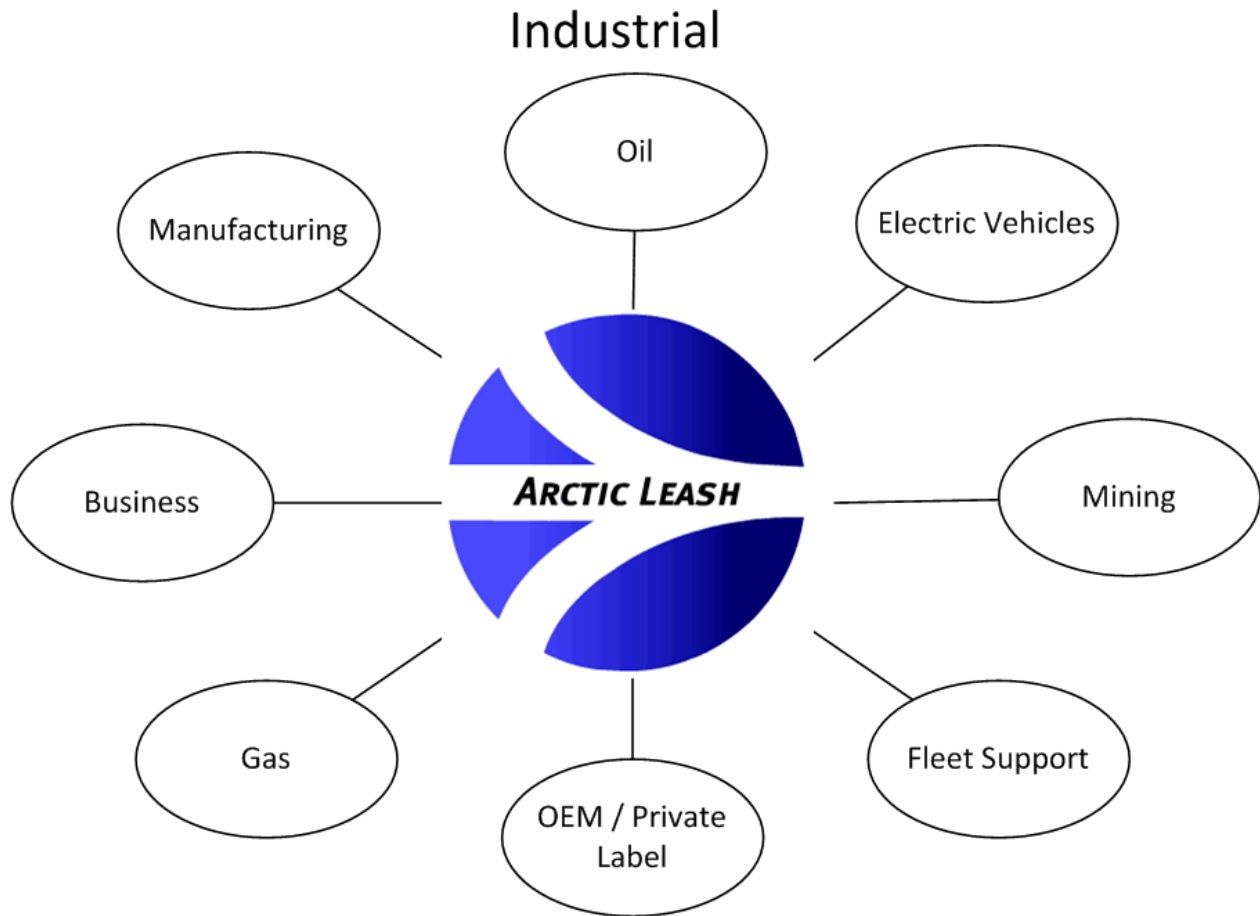 Industrial
Oil
Manufacturing
Electric Vehicles
Business
ARCTIC LEASH
Mining
Gas
Fleet Support
OEM / Private
Label